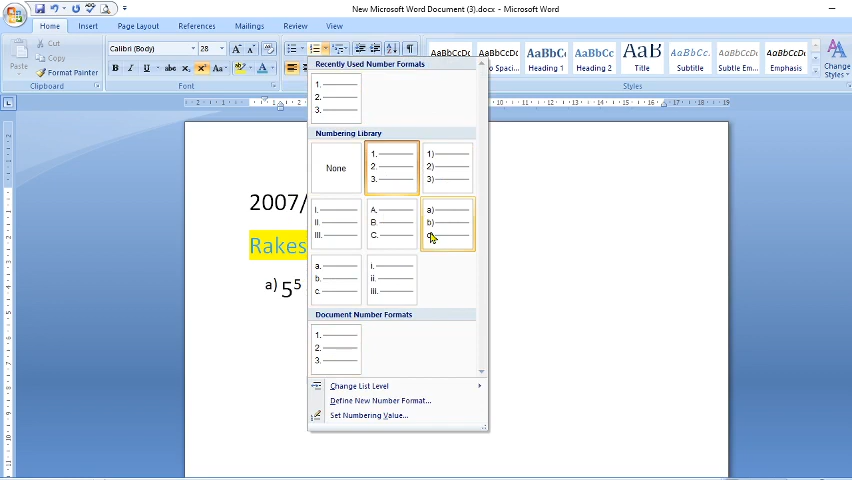 New Microsoft Word Document (3).docx - Microsoft Word
Home Insert Page Layout References Mailings Review View
Cut
Copy
Format Painter
Paste
Clipboard
Calibri (Body) 28
B I U abc X₂ X² Aa
Font
AaBbCcDc AaBbC AaBbCc AaB AaBbCc. AaBbCcDc AaBbCcDc
o Spaci... Heading 1 Heading 2 Title Subtitle Subtle Em... Emphasis
Change
Styles
Styles
Recently Used Number Formats
1.
2.
3.
Numbering Library
None
1.
2.
3.
1)
2)
3)
I.
II.
III.
A.
B.
C.
a)
b)
a.
b.
c.
i.
ii.
iii.
Document Number Formats
1.
2.
3.
Change List Level
Define New Number Format...
Set Numbering Value...
2007/
Rakes
a) 5⁵